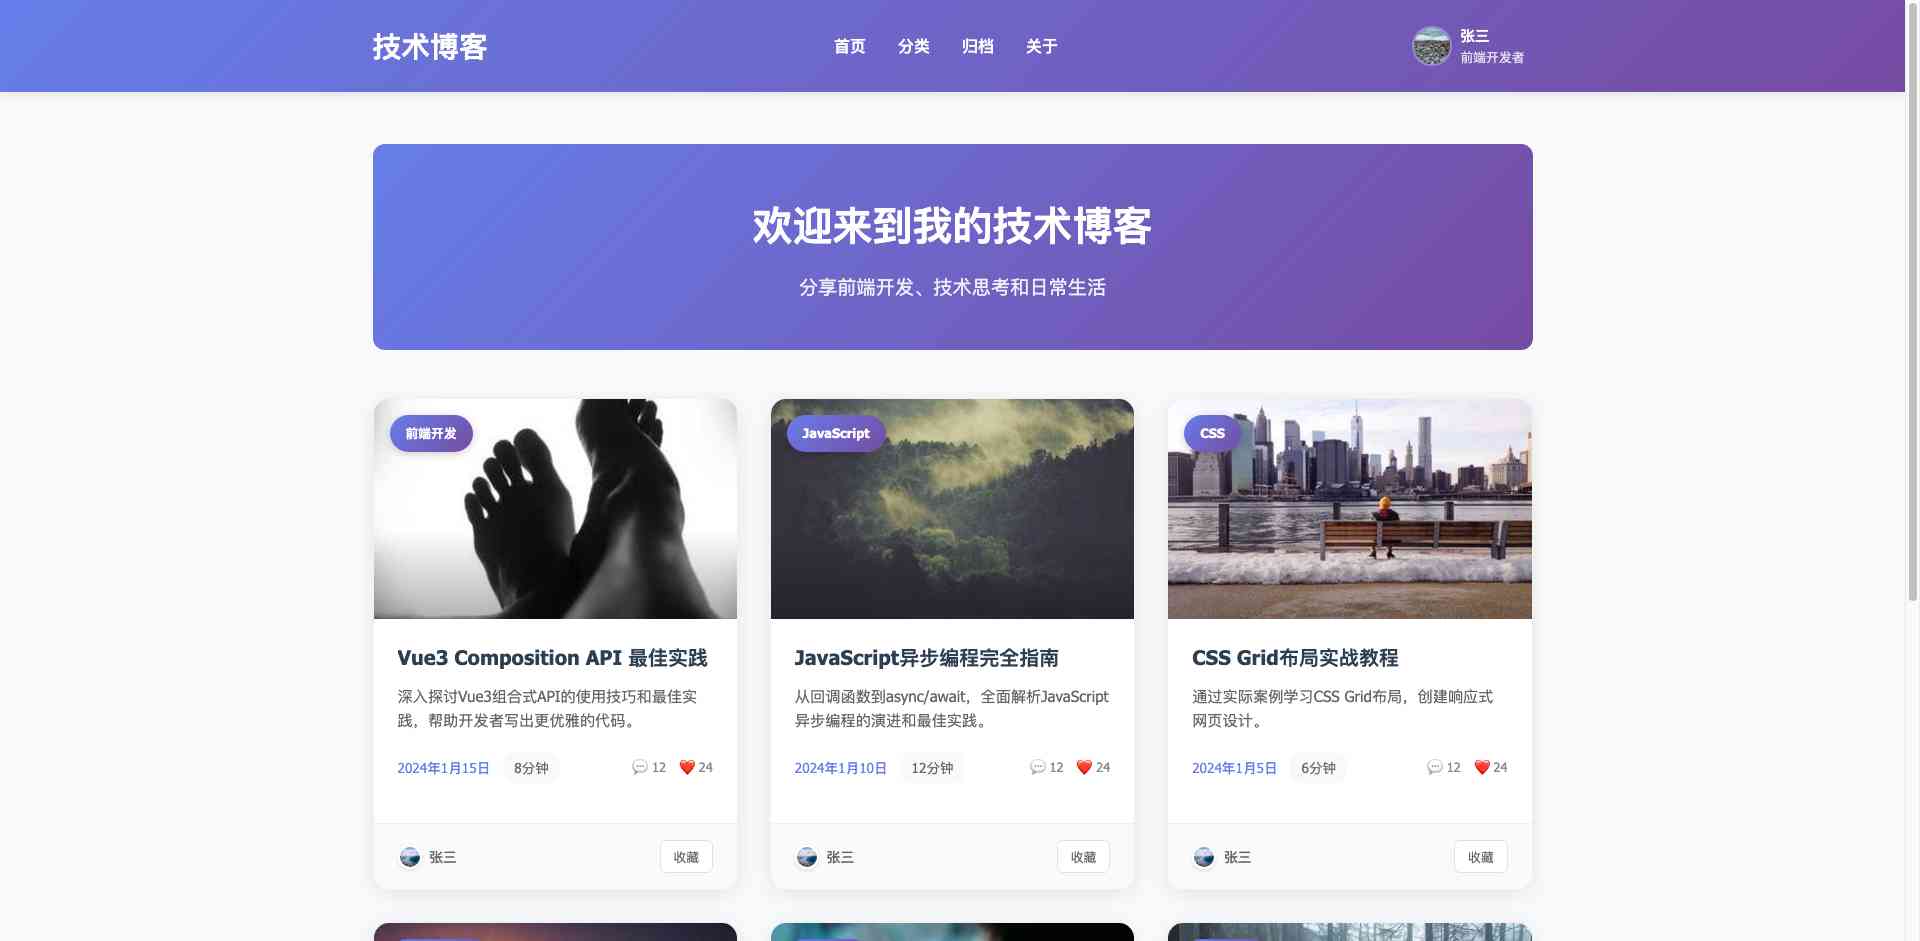 技术博客
首页
分类
归档
关于
张三
前端开发者
欢迎来到我的技术博客
分享前端开发、技术思考和日常生活
前端开发
Vue3 Composition API 最佳实践
深入探讨Vue3组合式API的使用技巧和最佳实
践，帮助开发者写出更优雅的代码。
2024年1月15日 8分钟 💬 12 ❤️ 24
张三 收藏
JavaScript
JavaScript异步编程完全指南
从回调函数到async/await，全面解析JavaScript
异步编程的演进和最佳实践。
2024年1月10日 12分钟 💬 12 ❤️ 24
张三 收藏
CSS
CSS Grid布局实战教程
通过实际案例学习CSS Grid布局，创建响应式
网页设计。
2024年1月5日 6分钟 💬 12 ❤️ 24
张三 收藏